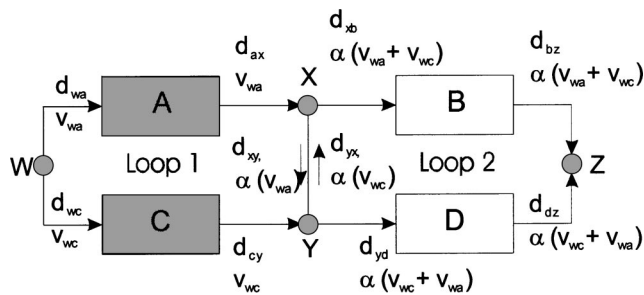 d_xb
d_ax
α (v_wa + v_wc)
d_bz
v_wa
X
α (v_wa + v_wc)
d_wa
A
B
v_wa
W
Loop 1
d_xy,
α (v_wa)
d_yx,
α (v_wc)
Loop 2
Z
d_wc
C
D
d_dz
v_wc
d_cy
Y
d_yd
α (v_wc + v_wa)
v_wc
α (v_wc + v_wa)